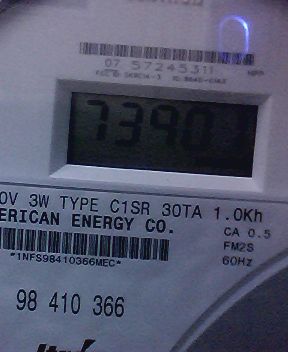 07 57245311
7390
0V 3W TYPE C1SR 30TA 1.0Kh
ERICAN ENERGY CO.
CA 0.5
FM2S
60Hz
*1NFS98410366MEC*
98 410 366